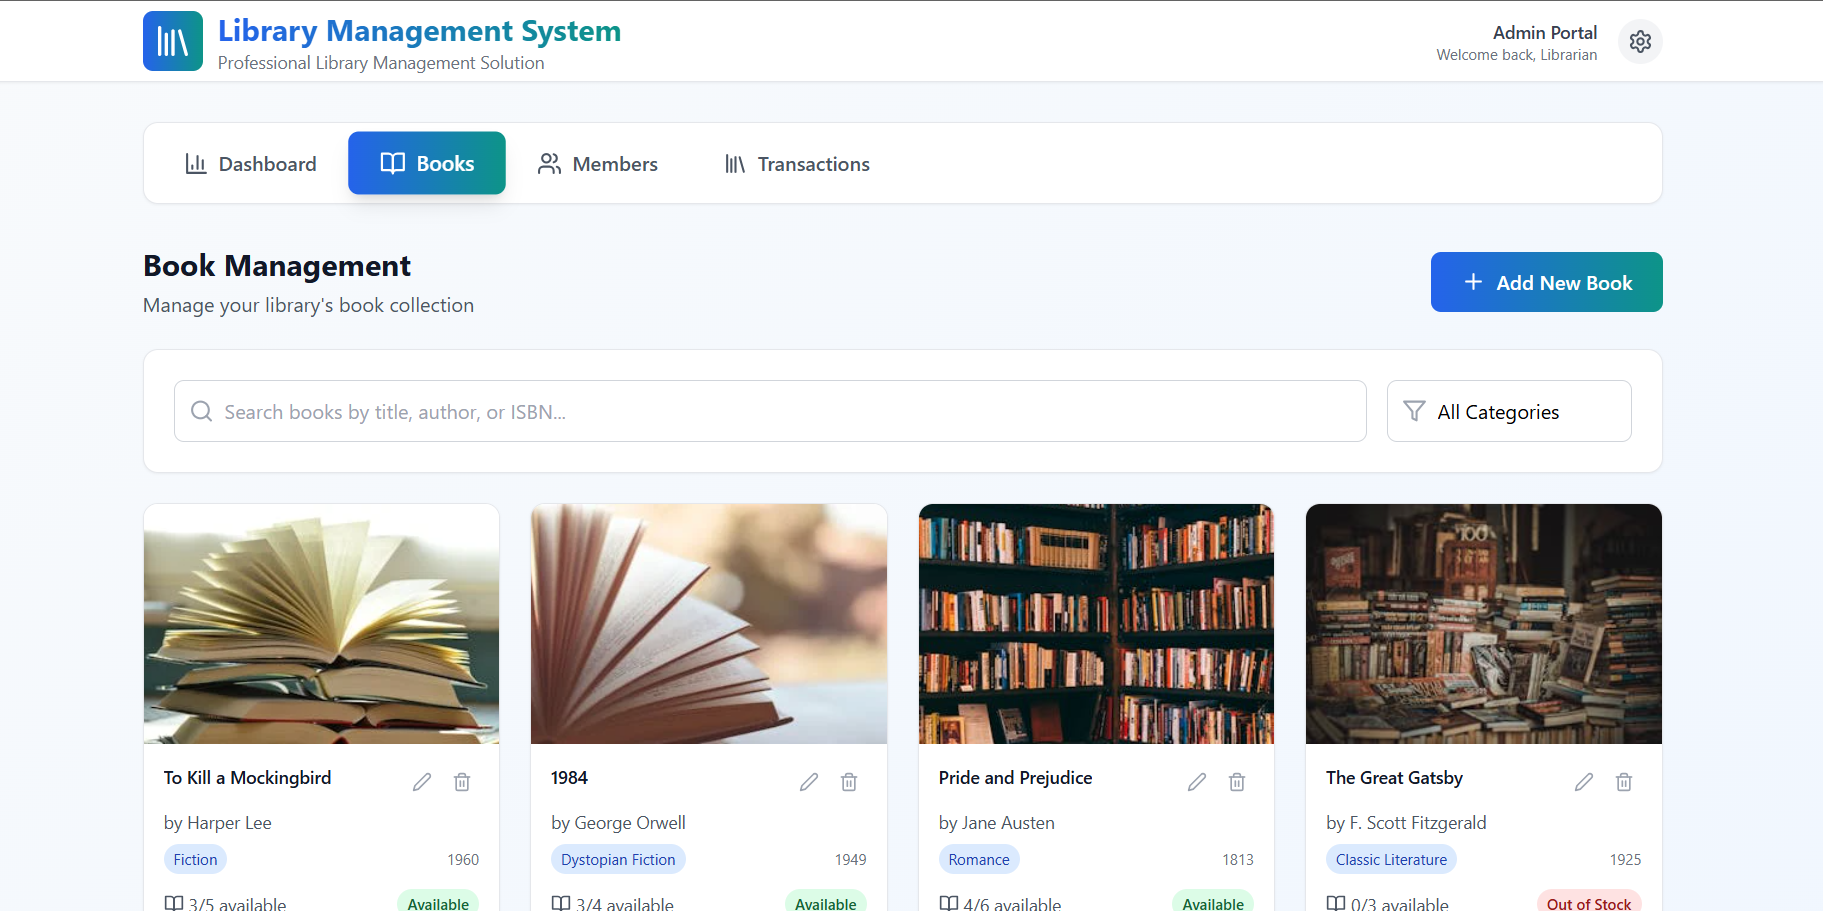 Library Management System
Professional Library Management Solution
Admin Portal
Welcome back, Librarian
Dashboard
Books
Members
Transactions
Book Management
Manage your library's book collection
Add New Book
Search books by title, author, or ISBN...
All Categories
To Kill a Mockingbird
by Harper Lee
Fiction
1960
3/5 available
Available
1984
by George Orwell
Dystopian Fiction
1949
3/4 available
Available
Pride and Prejudice
by Jane Austen
Romance
1813
4/6 available
Available
The Great Gatsby
by F. Scott Fitzgerald
Classic Literature
1925
0/3 available
Out of Stock